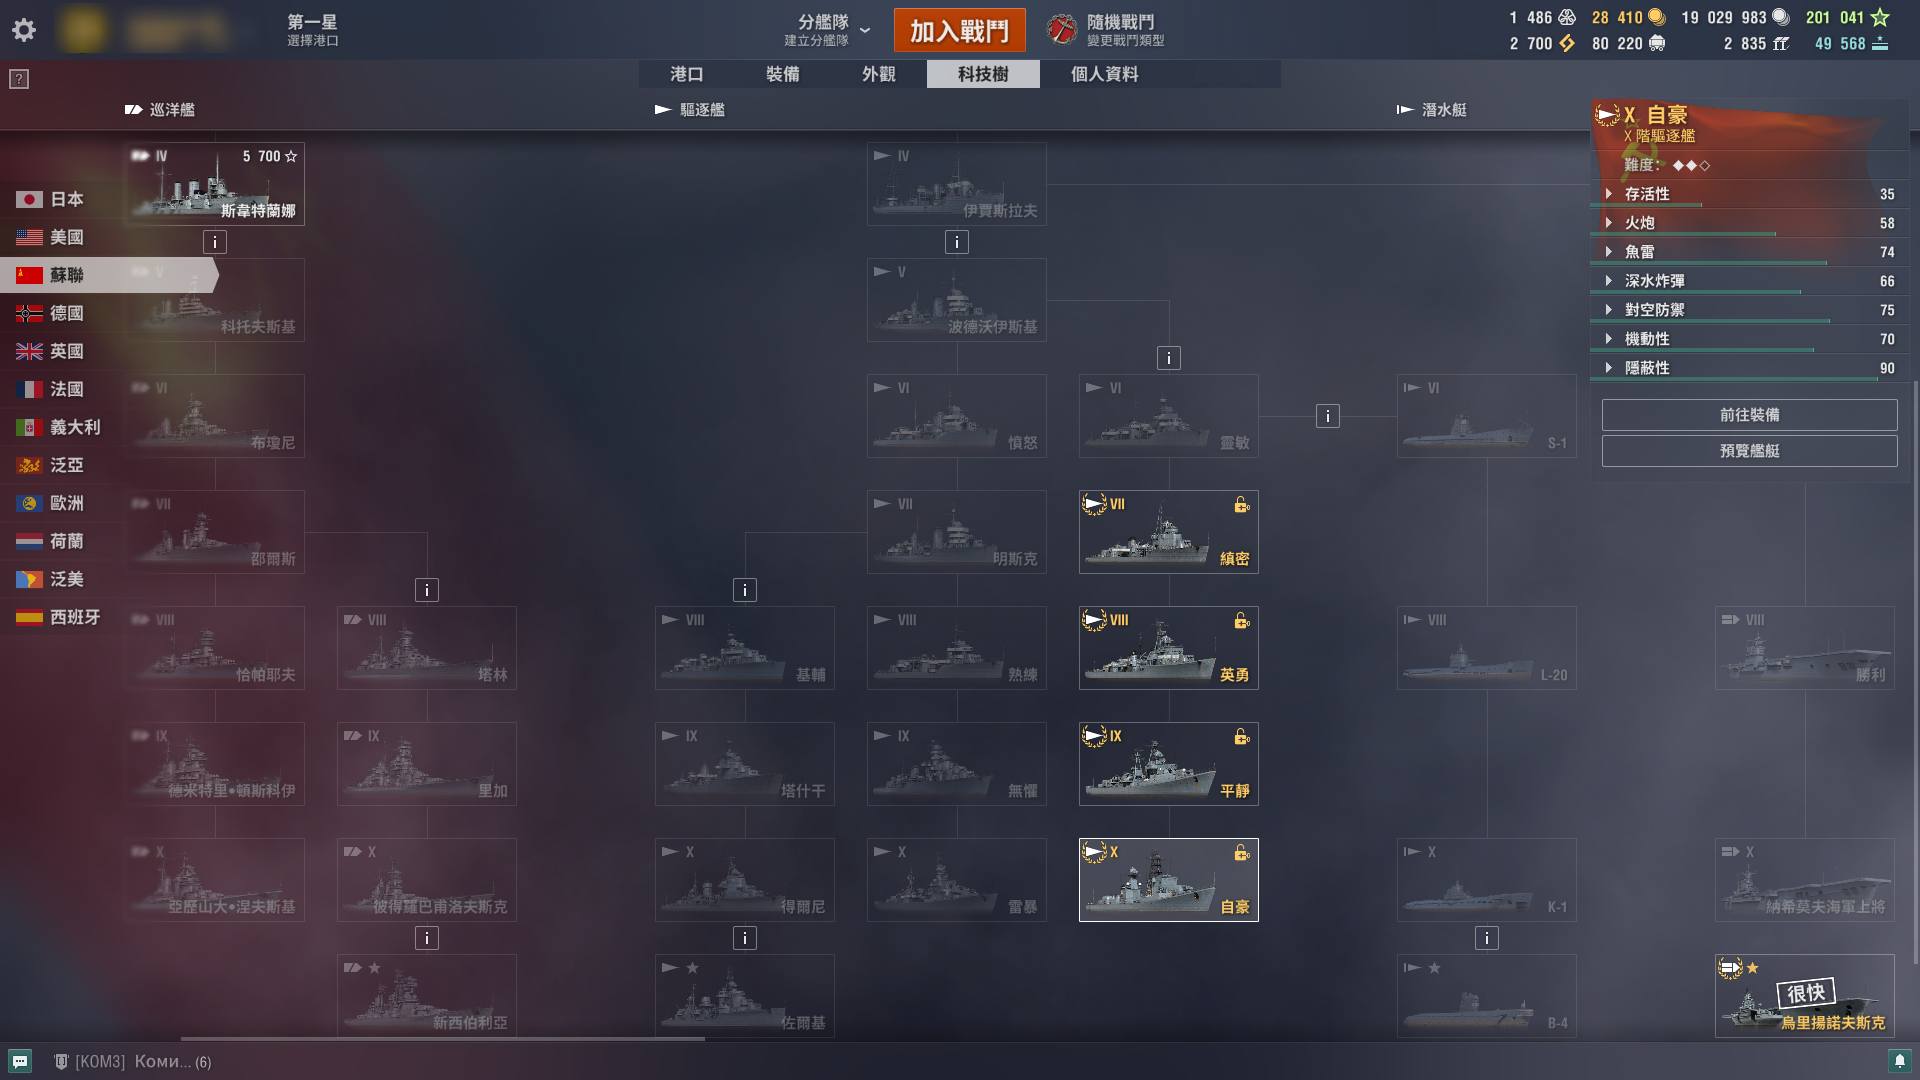 第一星
選擇港口
分艦隊
建立分艦隊
加入戰鬥
隨機戰鬥
變更戰鬥類型
1 486
28 410
19 029 983
201 041
2 700
80 220
2 835
49 568
?
港口
裝備
外觀
科技樹
個人資料
巡洋艦
驅逐艦
潛水艇
日本
美國
蘇聯
德國
英國
法國
義大利
泛亞
歐洲
荷蘭
泛美
西班牙
IV 5 700
斯韋特蘭娜
IV
伊賈斯拉夫
i
i
V
科托夫斯基
V
波德沃伊斯基
i
VI
布瓊尼
VI
憤怒
VI
靈敏
i
VI
S-1
VII
邵爾斯
VII
明斯克
VII
縝密
i
i
VIII
恰帕耶夫
VIII
塔林
VIII
基輔
VIII
熟練
VIII
英勇
VIII
L-20
VIII
勝利
IX
德米特里•頓斯科伊
IX
里加
IX
塔什干
IX
無懼
IX
平靜
X
亞歷山大•涅夫斯基
X
彼得羅巴甫洛夫斯克
X
得爾尼
X
雷暴
X
自豪
X
K-1
X
納希莫夫海軍上將
i
i
i
新西伯利亞
佐爾基
B-4
很快
烏里揚諾夫斯克
X 自豪
X 階驅逐艦
難度：
存活性 35
火炮 58
魚雷 74
深水炸彈 66
對空防禦 75
機動性 70
隱蔽性 90
前往裝備
預覽艦艇
[KOM3] Коми... (6)